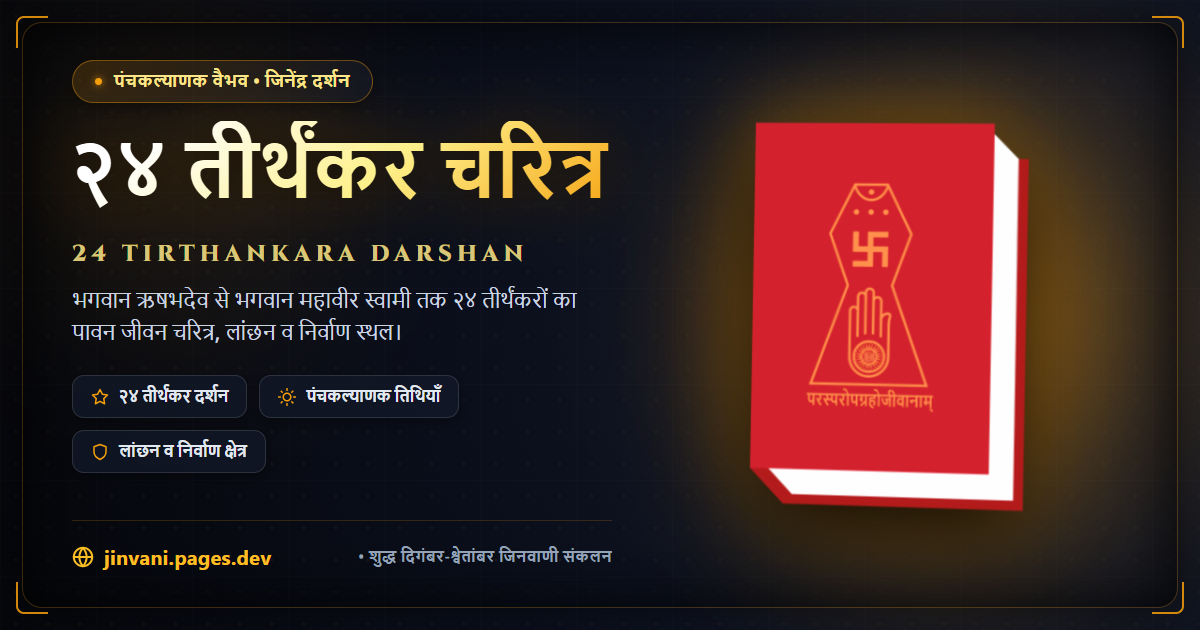 पंचकल्याणक वैभव • जिनेंद्र दर्शन
२४ तीर्थंकर चरित्र
24 TIRTHANKARA DARSHAN
भगवान ऋषभदेव से भगवान महावीर स्वामी तक २४ तीर्थंकरों का
पावन जीवन चरित्र, लांछन व निर्वाण स्थल।
२४ तीर्थंकर दर्शन
पंचकल्याणक तिथियाँ
लांछन व निर्वाण क्षेत्र
jinvani.pages.dev
• शुद्ध दिगंबर-श्वेतांबर जिनवाणी संकलन
परस्परोपग्रहोजीवानाम्